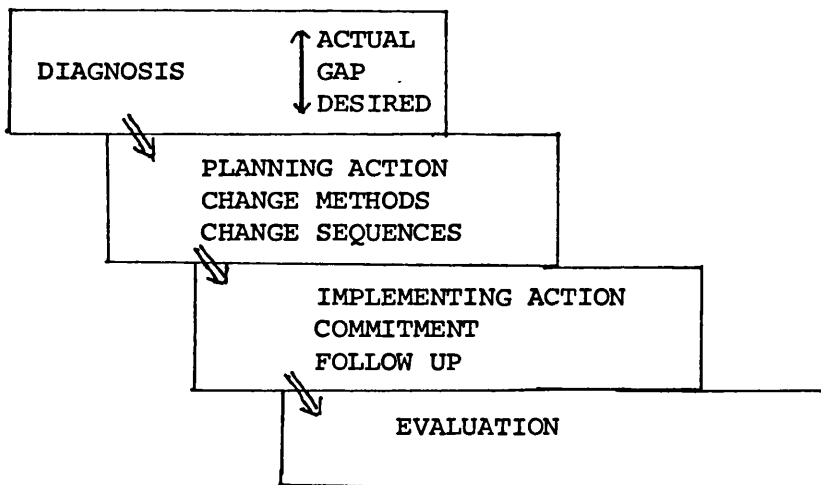 ACTUAL
DIAGNOSIS GAP
DESIRED
PLANNING ACTION
CHANGE METHODS
CHANGE SEQUENCES
IMPLEMENTING ACTION
COMMITMENT
FOLLOW UP
EVALUATION